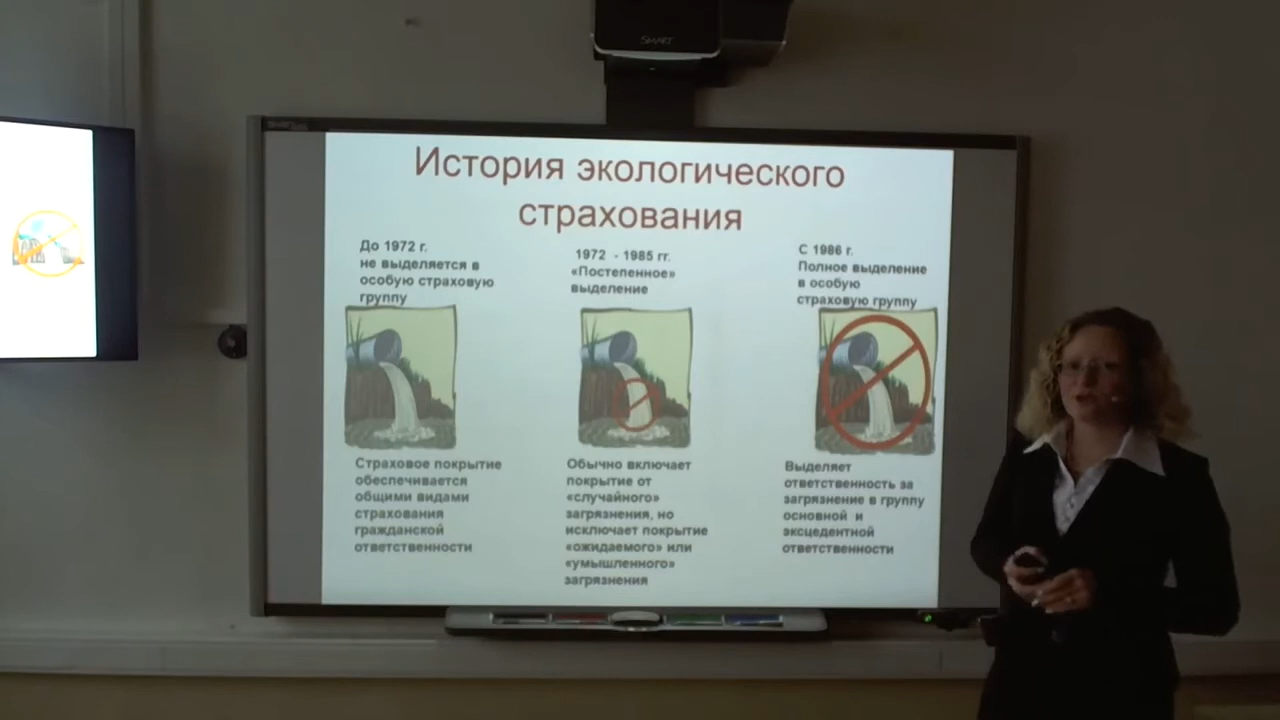 SMART
История экологического
страхования
До 1972 г.
не выделяется в
особую страховую
группу
1972 - 1985 гг.
«Постепенное»
выделение
С 1986 г.
Полное выделение
в особую
страховую группу
Страховое покрытие
обеспечивается
общими видами
страхования
гражданской
ответственности
Обычно включает
покрытие от
«случайного»
загрязнения, но
исключает покрытие
«ожидаемого» или
«умышленного»
загрязнения
Выделяет
ответственность за
загрязнение в группу
основной и
эксцедентной
ответственности